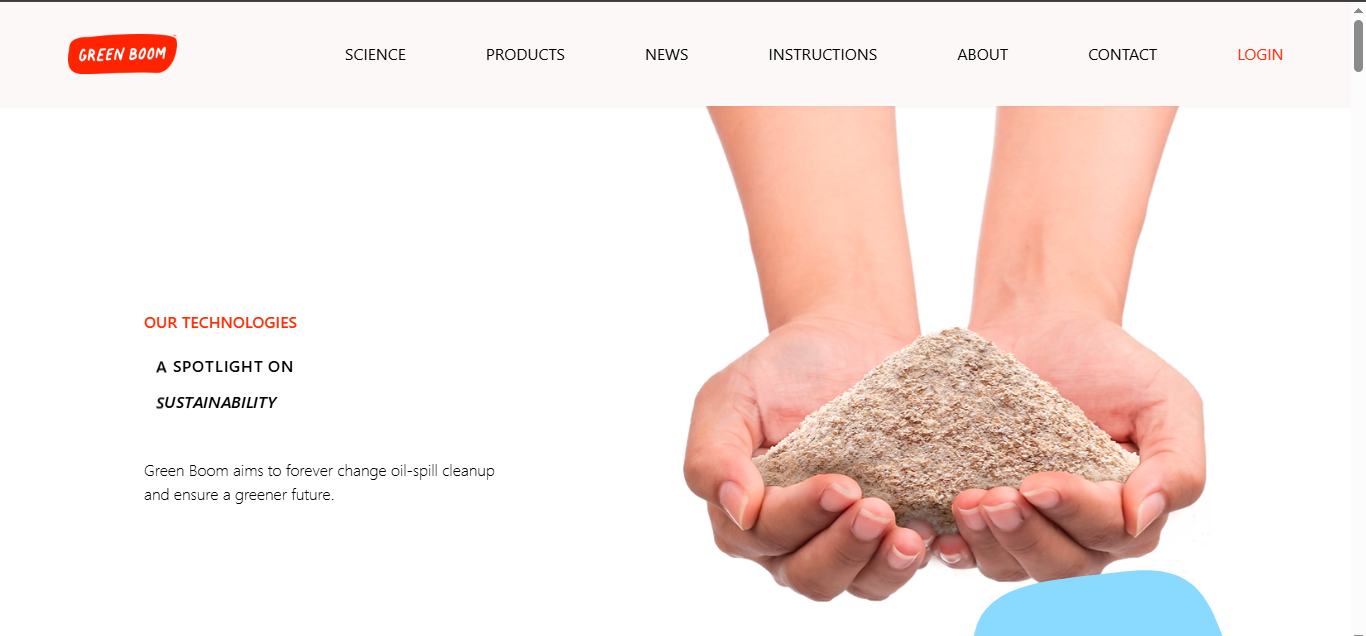 GREEN BOOM
SCIENCE PRODUCTS NEWS INSTRUCTIONS ABOUT CONTACT LOGIN
OUR TECHNOLOGIES
A SPOTLIGHT ON
SUSTAINABILITY
Green Boom aims to forever change oil-spill cleanup
and ensure a greener future.